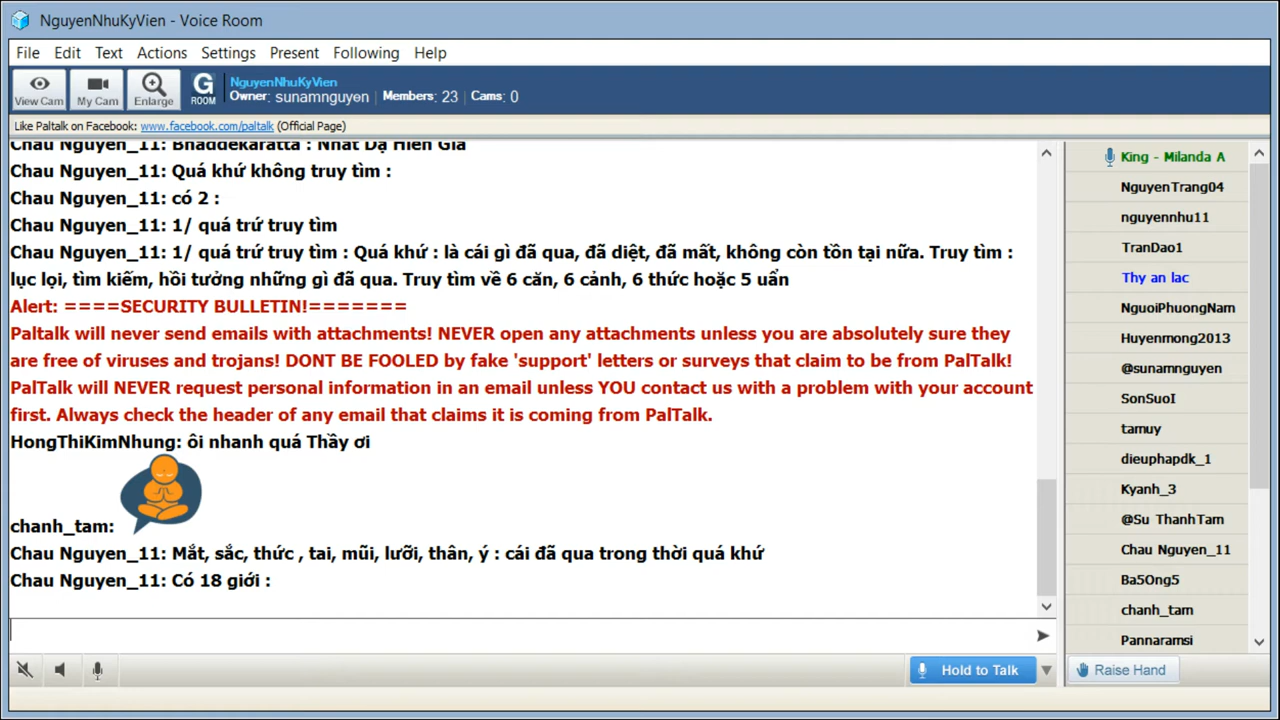 NguyenNhuKyVien - Voice Room
File Edit Text Actions Settings Present Following Help
View Cam My Cam Enlarge G ROOM
NguyenNhuKyVien
Owner: sunamnguyen | Members: 23 | Cams: 0
Like Paltalk on Facebook: www.facebook.com/paltalk (Official Page)
Chau Nguyen_11: Bhaddekaratta : Nhất Dạ Hiền Giả
Chau Nguyen_11: Quá khứ không truy tìm :
Chau Nguyen_11: có 2 :
Chau Nguyen_11: 1/ quá trứ truy tìm
Chau Nguyen_11: 1/ quá trứ truy tìm : Quá khứ : là cái gì đã qua, đã diệt, đã mất, không còn tồn tại nữa. Truy tìm :
lục lọi, tìm kiếm, hồi tưởng những gì đã qua. Truy tìm về 6 căn, 6 cảnh, 6 thức hoặc 5 uẩn
Alert: ====SECURITY BULLETIN!=======
Paltalk will never send emails with attachments! NEVER open any attachments unless you are absolutely sure they
are free of viruses and trojans! DONT BE FOOLED by fake 'support' letters or surveys that claim to be from PalTalk!
PalTalk will NEVER request personal information in an email unless YOU contact us with a problem with your account
first. Always check the header of any email that claims it is coming from PalTalk.
HongThiKimNhung: ôi nhanh quá Thầy ơi
chanh_tam:
Chau Nguyen_11: Mắt, sắc, thức , tai, mũi, lưỡi, thân, ý : cái đã qua trong thời quá khứ
Chau Nguyen_11: Có 18 giới :
King - Milanda A
NguyenTrang04
nguyennhu11
TranDao1
Thy an lac
NguoiPhuongNam
Huyenmong2013
@sunamnguyen
SonSuoI
tamuy
dieuphapdk_1
Kyanh_3
@Su ThanhTam
Chau Nguyen_11
Ba5Ong5
chanh_tam
Pannaramsi
Hold to Talk
Raise Hand